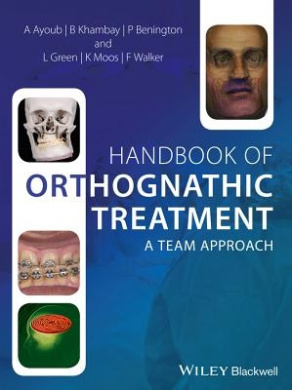 A Ayoub | B Khambay | P Benington
and
L Green | K Moos | F Walker
HANDBOOK OF
ORTHOGNATHIC
TREATMENT
A TEAM APPROACH
WILEY Blackwell